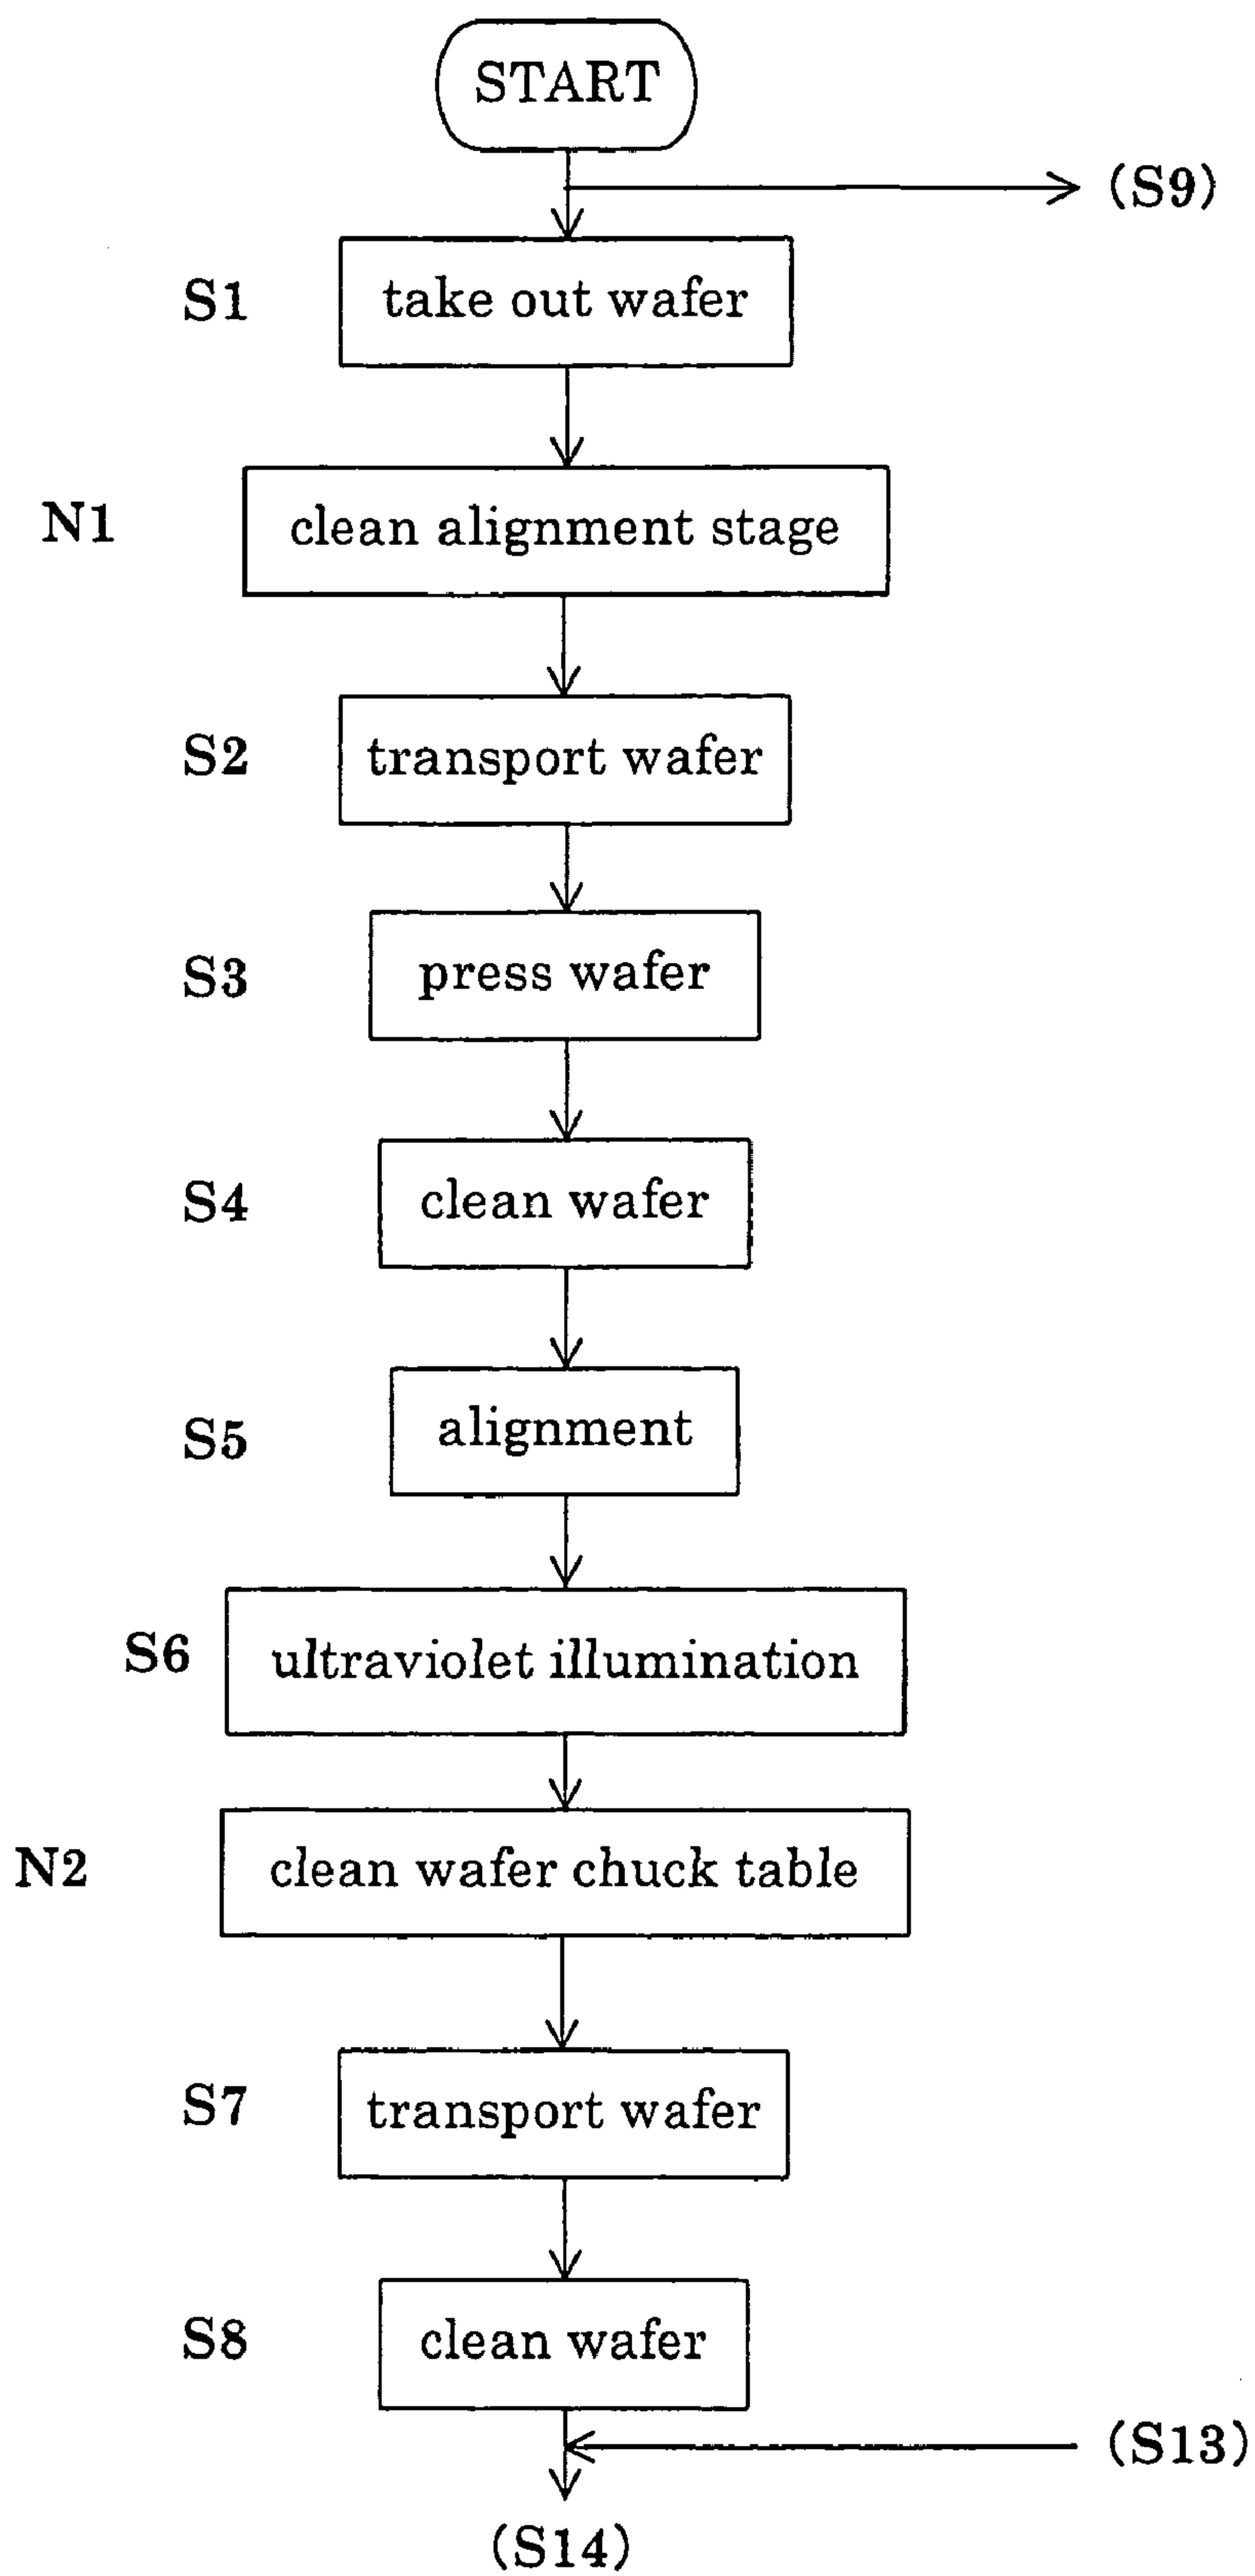 START
(S9)
S1 take out wafer
N1 clean alignment stage
S2 transport wafer
S3 press wafer
S4 clean wafer
S5 alignment
S6 ultraviolet illumination
N2 clean wafer chuck table
S7 transport wafer
S8 clean wafer
(S13)
(S14)